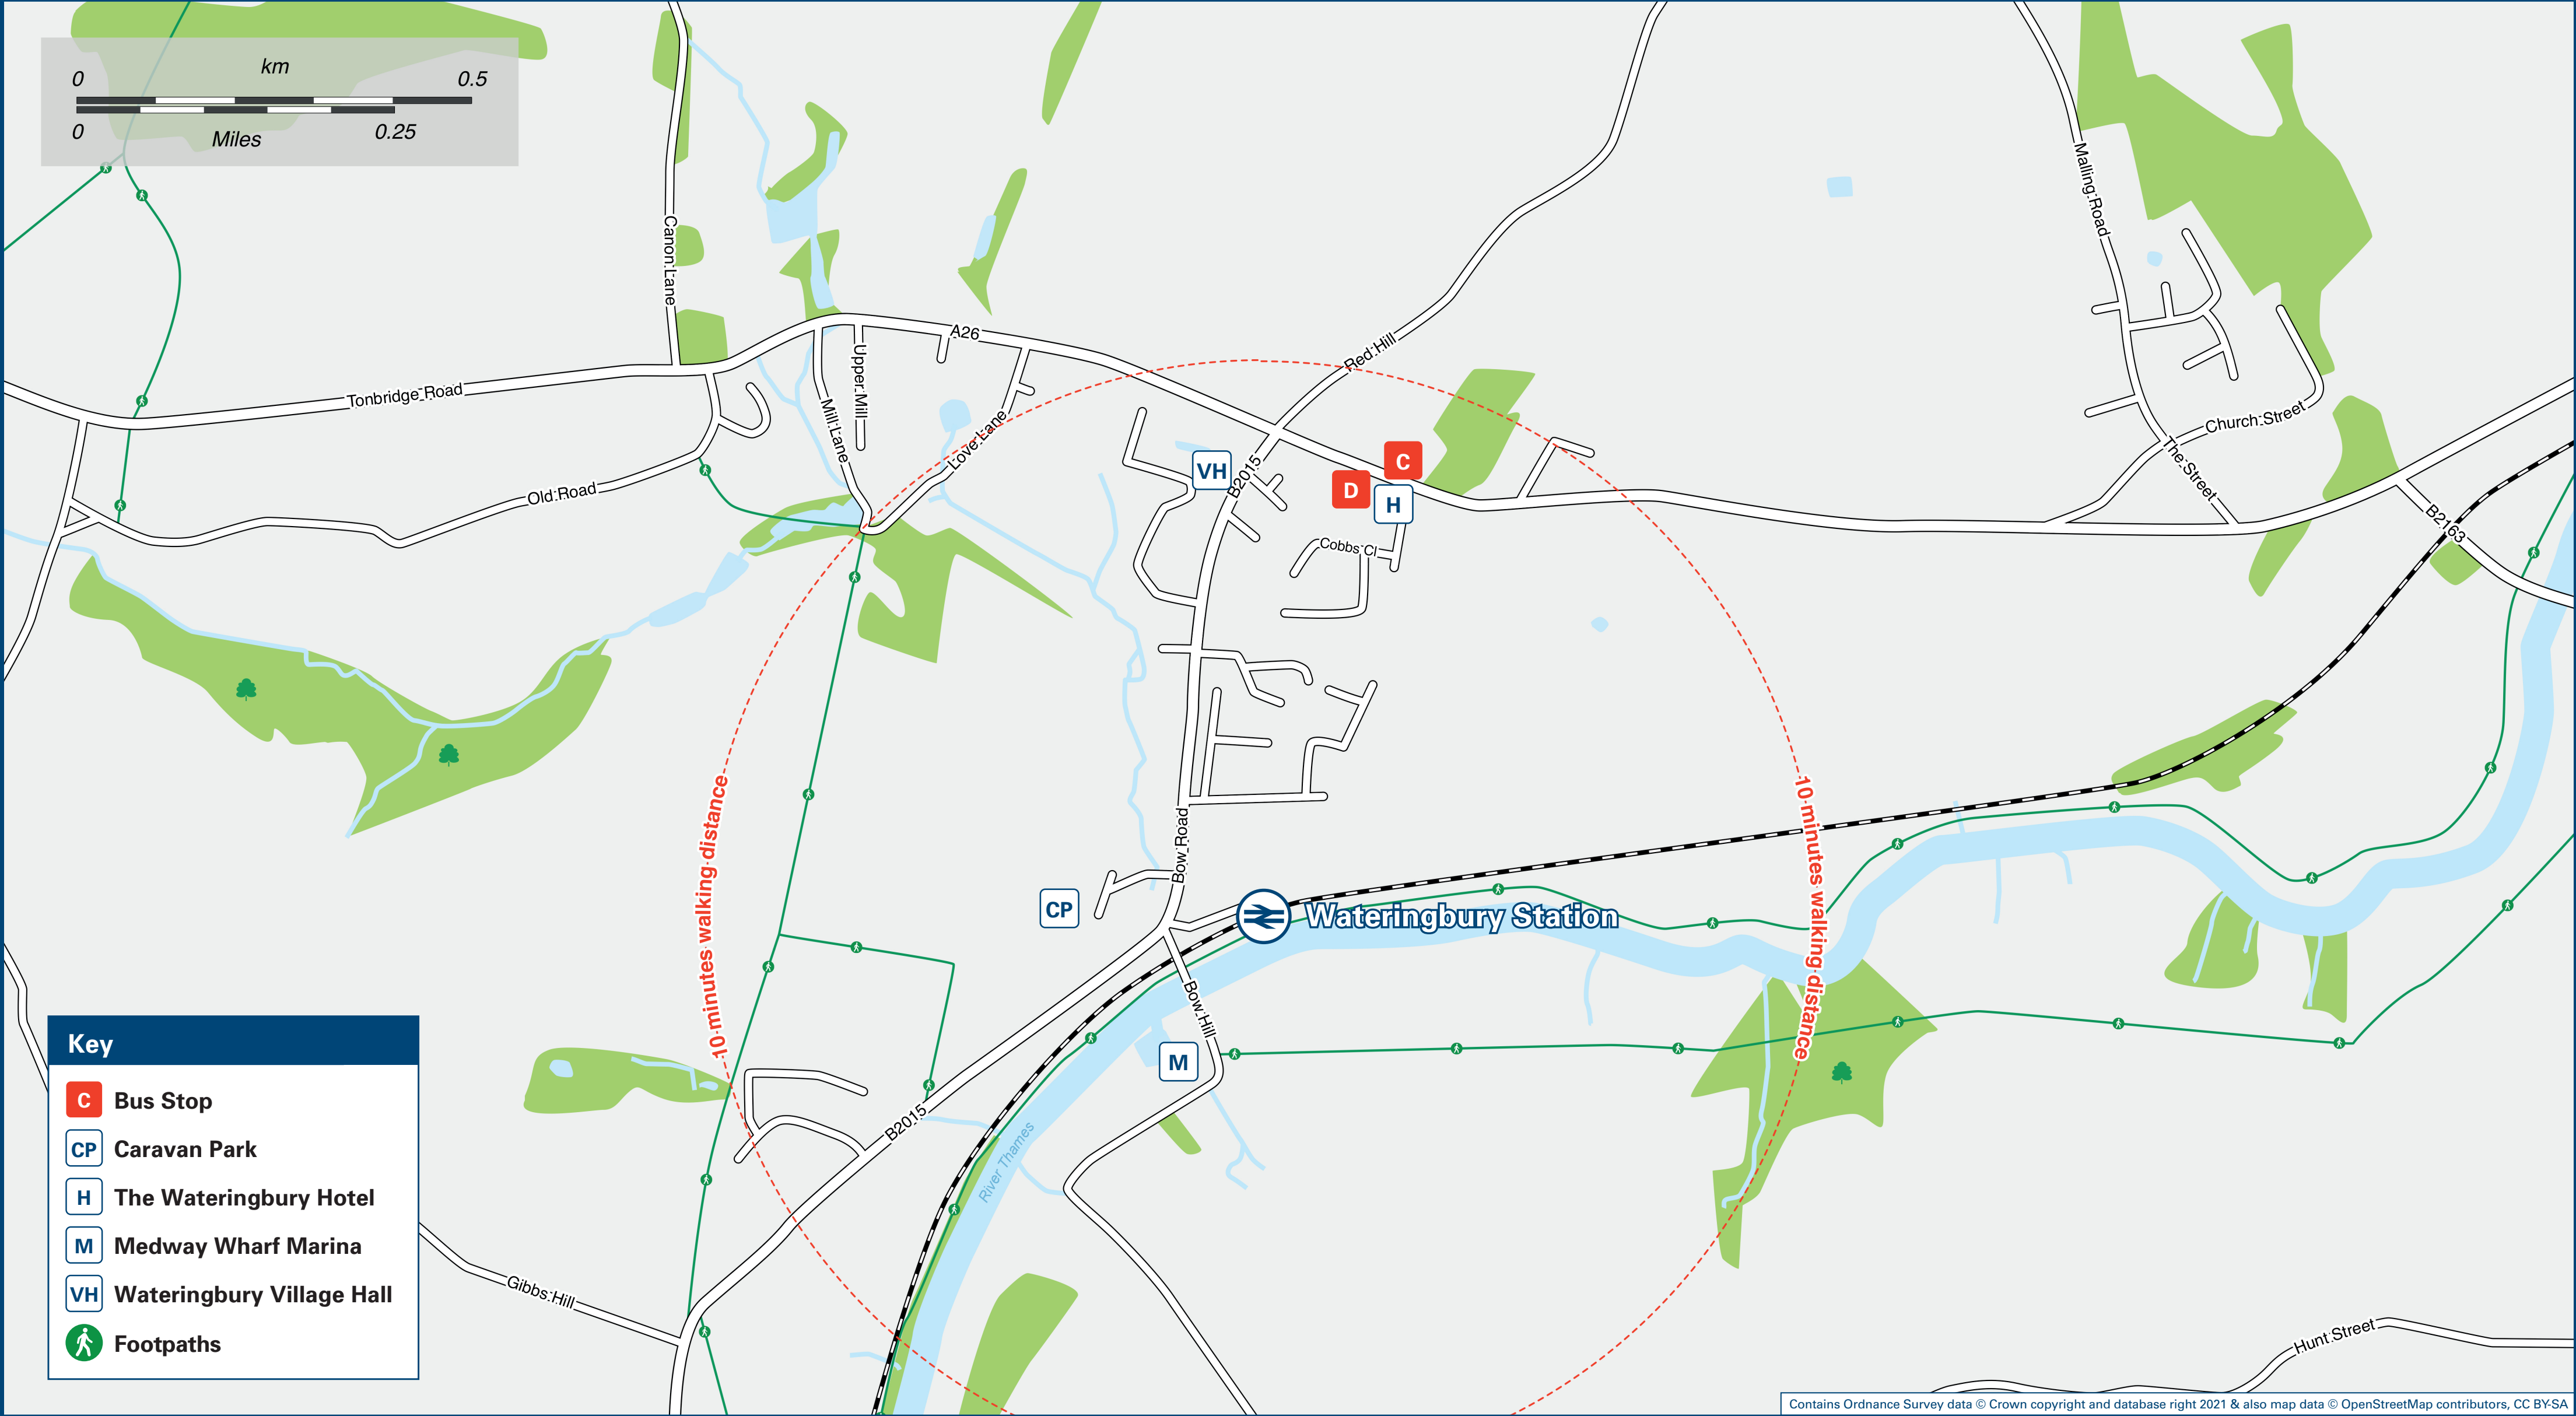 km
0 0.5
0 0.25
Miles
Canon Lane
Malling Road
A26
Red Hill
Upper Mill
Tonbridge Road
Mill Lane
Love Lane
Church Street
The Street
C
VH
B2015
D
H
Old Road
B2163
Cobbs Cl
10 minutes walking distance
10 minutes walking distance
Bow Road
CP
Wateringbury Station
Bow Hill
M
B2015
River Thames
Gibbs Hill
Hunt Street
Key
C Bus Stop
CP Caravan Park
H The Wateringbury Hotel
M Medway Wharf Marina
VH Wateringbury Village Hall
Footpaths
Contains Ordnance Survey data © Crown copyright and database right 2021 & also map data © OpenStreetMap contributors, CC BY-SA